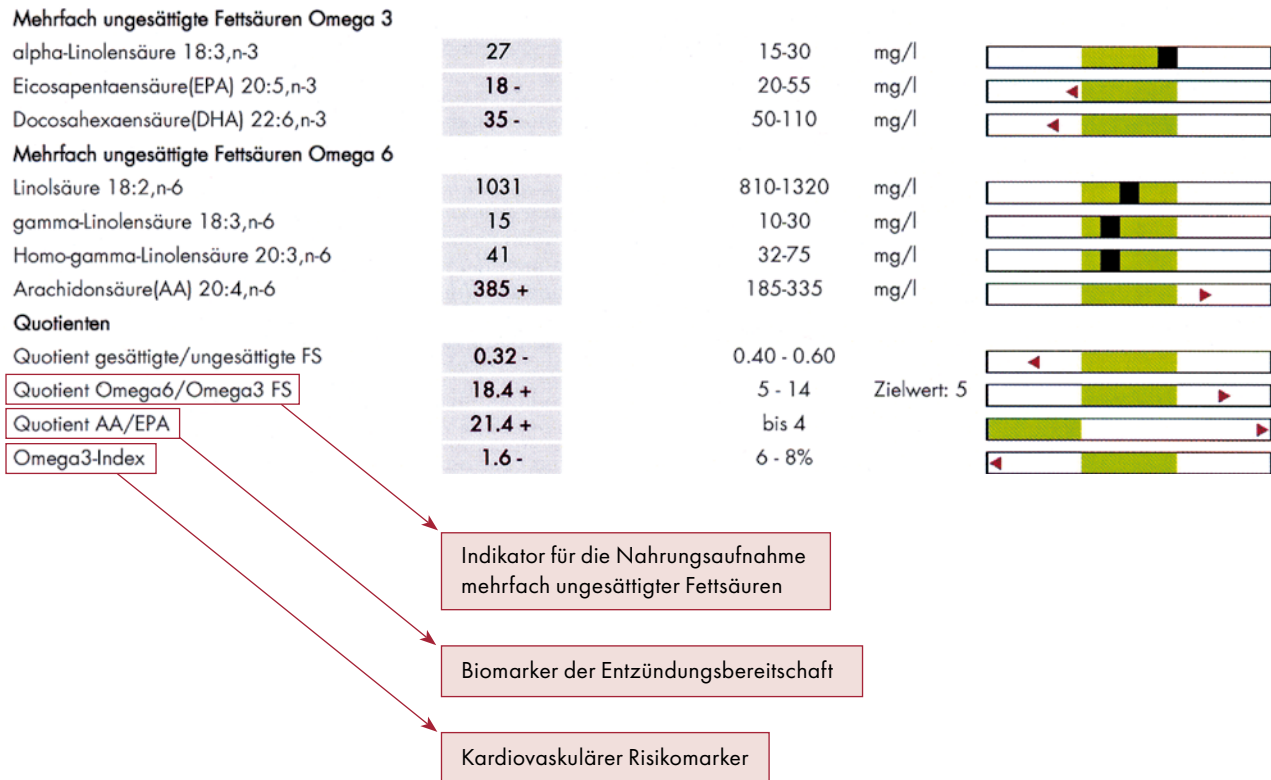 Mehrfach ungesättigte Fettsäuren Omega 3
alpha-Linolensäure 18:3,n-3 27 15-30 mg/l
Eicosapentaensäure(EPA) 20:5,n-3 18 - 20-55 mg/l
Docosahexaensäure(DHA) 22:6,n-3 35 - 50-110 mg/l
Mehrfach ungesättigte Fettsäuren Omega 6
Linolsäure 18:2,n-6 1031 810-1320 mg/l
gamma-Linolensäure 18:3,n-6 15 10-30 mg/l
Homo-gamma-Linolensäure 20:3,n-6 41 32-75 mg/l
Arachidonsäure(AA) 20:4,n-6 385 + 185-335 mg/l
Quotienten
Quotient gesättigte/ungesättigte FS 0.32 - 0.40 - 0.60
Quotient Omega6/Omega3 FS 18.4 + 5 - 14 Zielwert: 5
Quotient AA/EPA 21.4 + bis 4
Omega3-Index 1.6 - 6 - 8%
Indikator für die Nahrungsaufnahme
mehrfach ungesättigter Fettsäuren
Biomarker der Entzündungsbereitschaft
Kardiovaskulärer Risikomarker